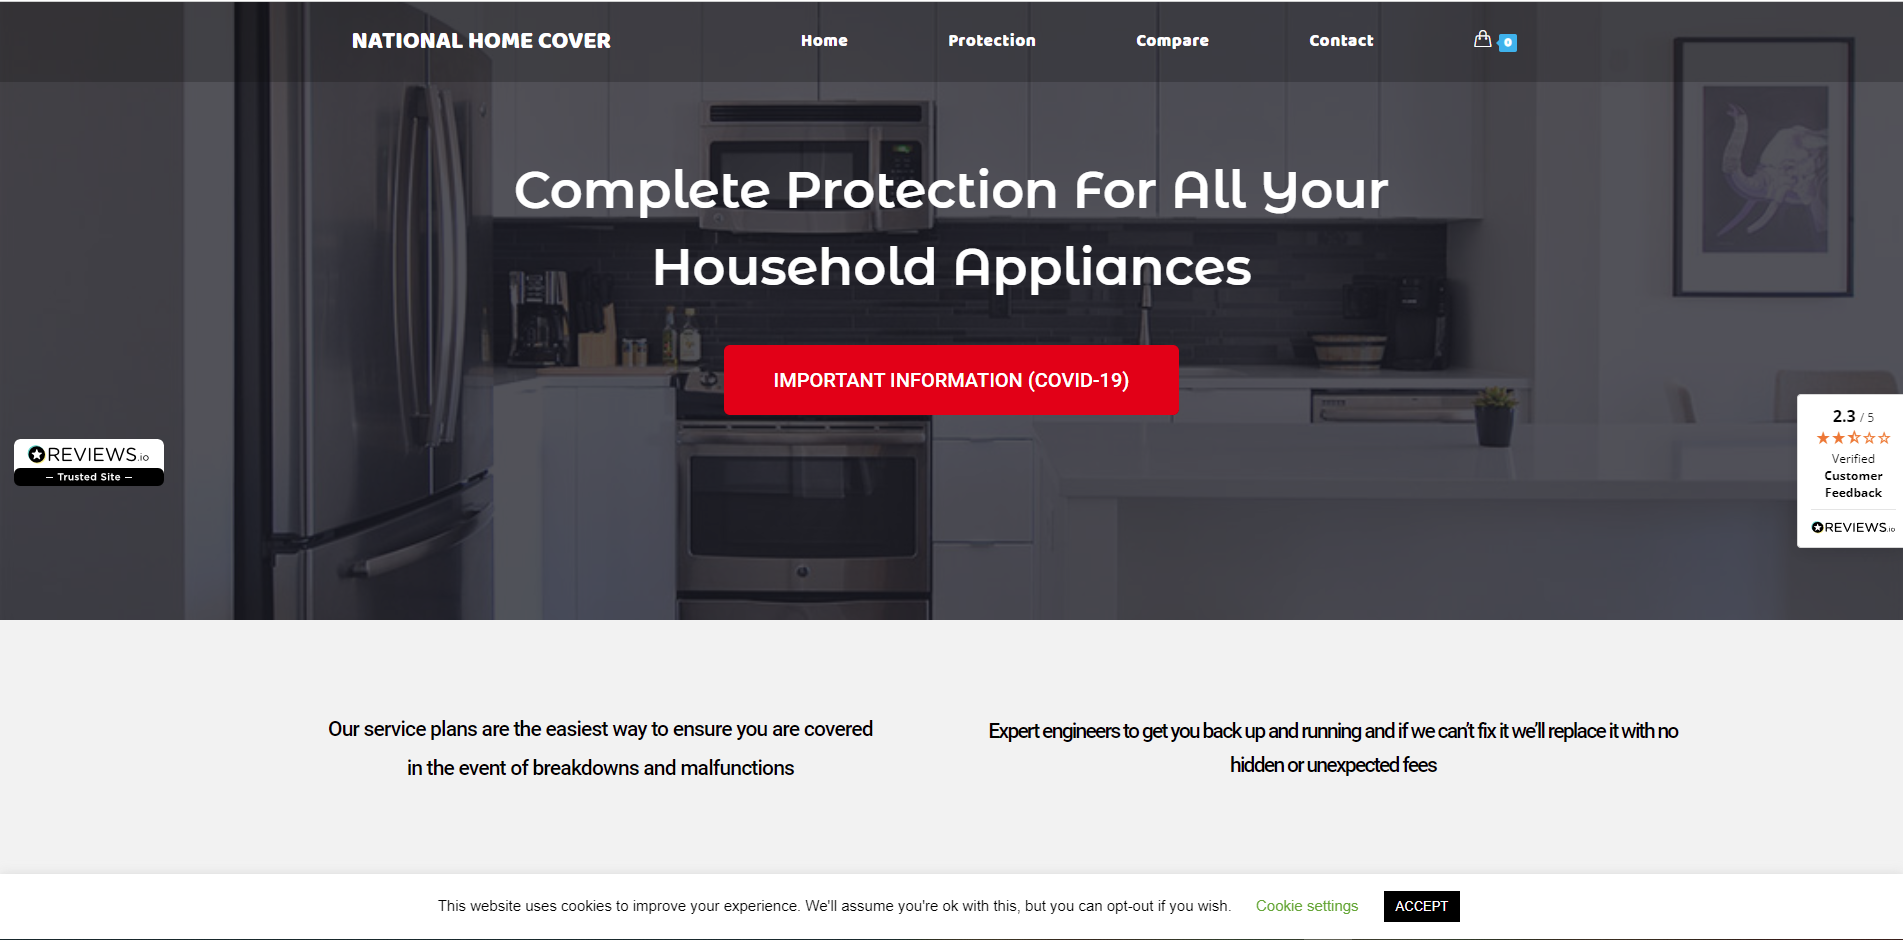 NATIONAL HOME COVER
Home
Protection
Compare
Contact
0
Complete Protection For All Your
Household Appliances
IMPORTANT INFORMATION (COVID-19)
REVIEWS.io
— Trusted Site —
2.3 / 5
Verified
Customer
Feedback
REVIEWS.io
Our service plans are the easiest way to ensure you are covered
in the event of breakdowns and malfunctions
Expert engineers to get you back up and running and if we can’t fix it we’ll replace it with no
hidden or unexpected fees
This website uses cookies to improve your experience. We'll assume you're ok with this, but you can opt-out if you wish.
Cookie settings
ACCEPT